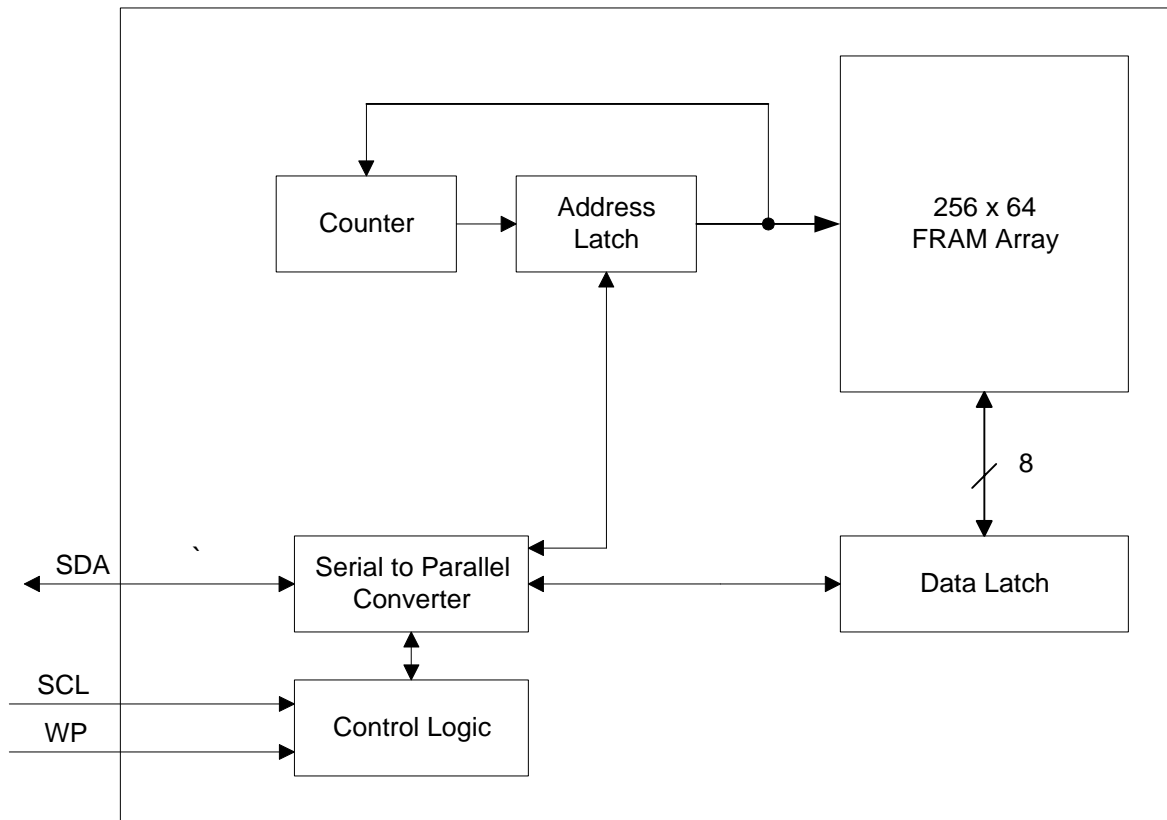 Counter
Address
Latch
256 x 64
FRAM Array
8
`
SDA
Serial to Parallel
Converter
Data Latch
SCL
WP
Control Logic